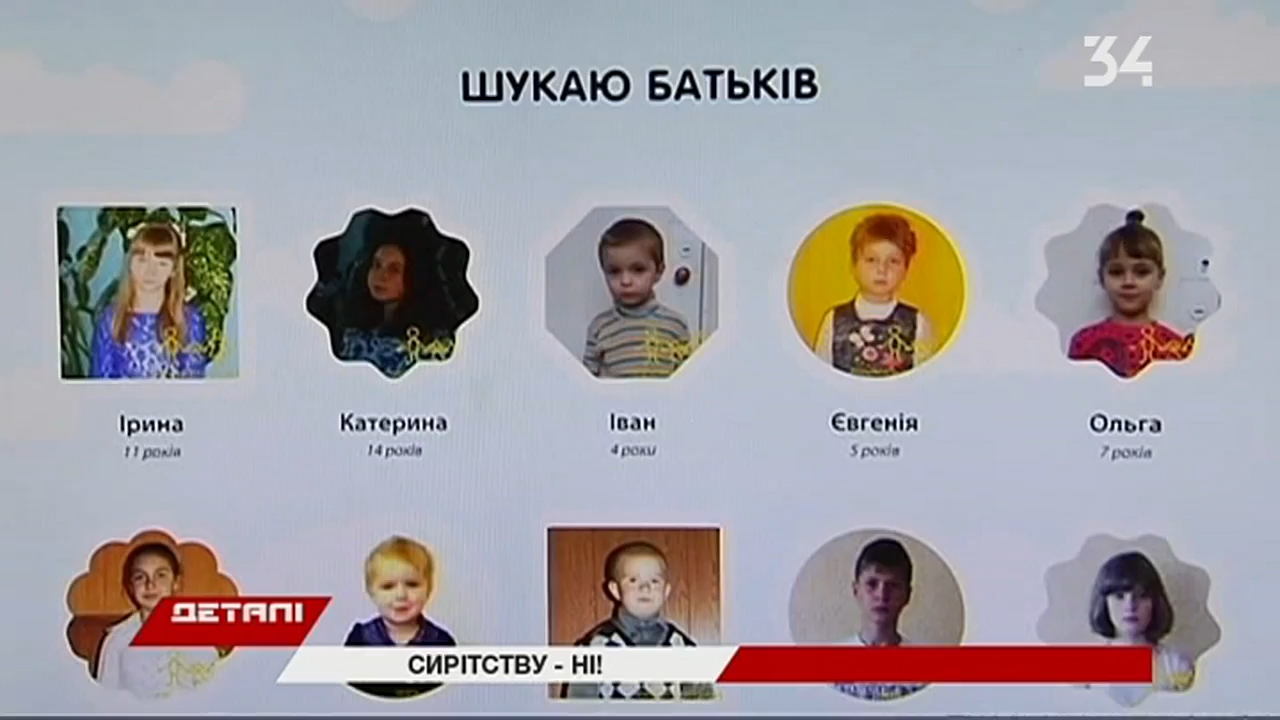 34
ШУКАЮ БАТЬКІВ
Ірина
11 років
Катерина
14 років
Іван
4 роки
Євгенія
5 років
Ольга
7 років
ДЕТАЛІ
СИРІТСТВУ - НІ!